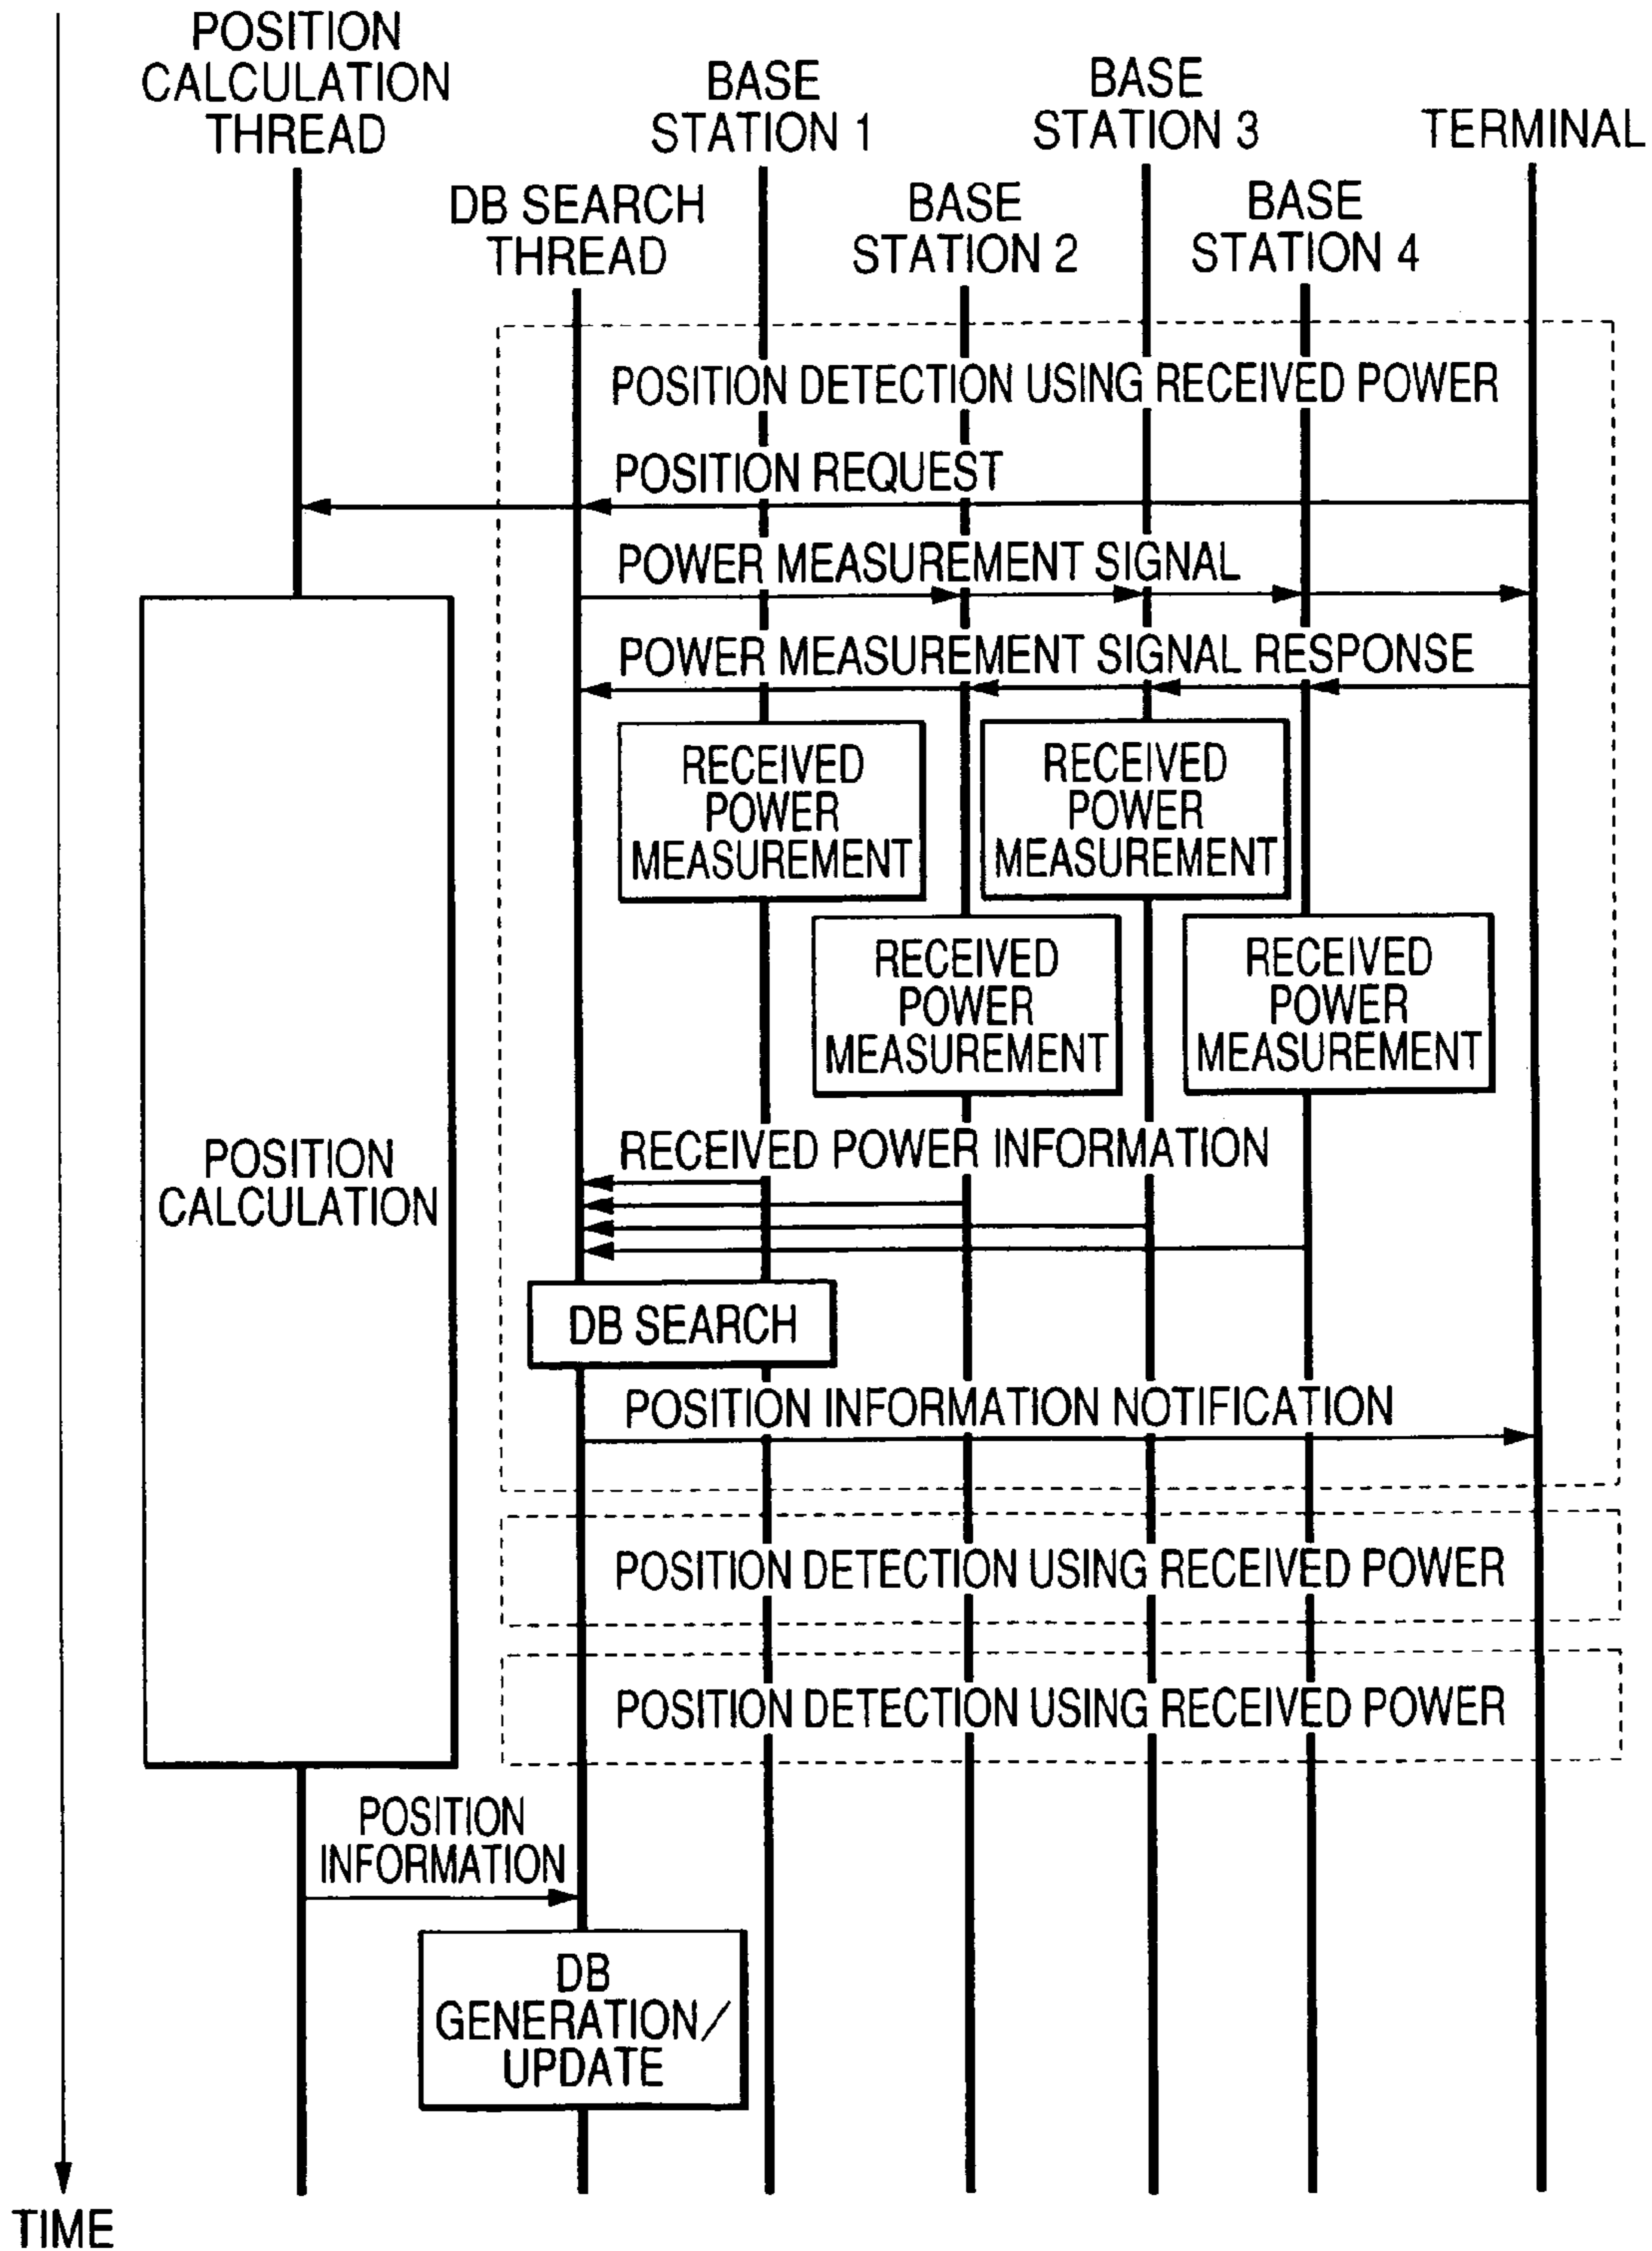 POSITION
CALCULATION
THREAD
DB SEARCH
THREAD
BASE
STATION 1
BASE
STATION 2
BASE
STATION 3
BASE
STATION 4
TERMINAL
POSITION DETECTION USING RECEIVED POWER
POSITION REQUEST
POWER MEASUREMENT SIGNAL
POWER MEASUREMENT SIGNAL RESPONSE
RECEIVED
POWER
MEASUREMENT
RECEIVED
POWER
MEASUREMENT
RECEIVED
POWER
MEASUREMENT
RECEIVED
POWER
MEASUREMENT
POSITION
CALCULATION
RECEIVED POWER INFORMATION
DB SEARCH
POSITION INFORMATION NOTIFICATION
POSITION DETECTION USING RECEIVED POWER
POSITION DETECTION USING RECEIVED POWER
POSITION
INFORMATION
DB
GENERATION/
UPDATE
TIME